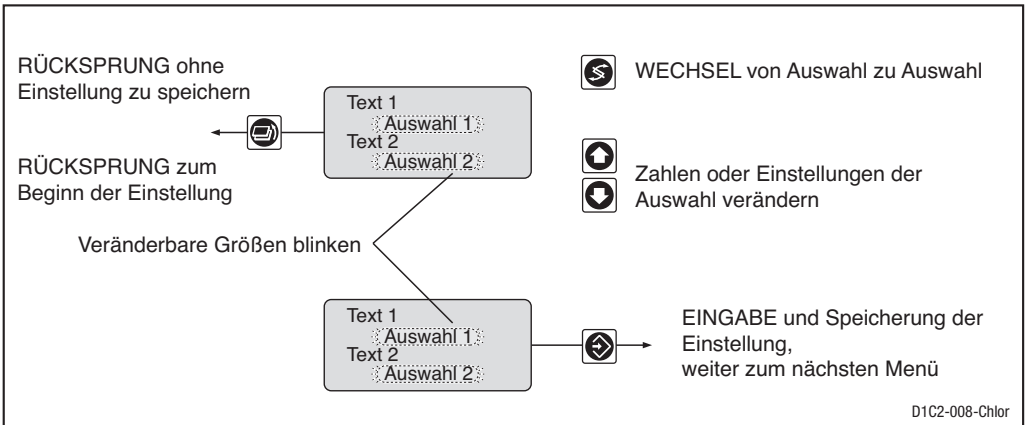 RÜCKSPRUNG ohne
Einstellung zu speichern
RÜCKSPRUNG zum
Beginn der Einstellung
Text 1
Auswahl 1
Text 2
Auswahl 2
WECHSEL von Auswahl zu Auswahl
Zahlen oder Einstellungen der
Auswahl verändern
Veränderbare Größen blinken
Text 1
Auswahl 1
Text 2
Auswahl 2
EINGABE und Speicherung der
Einstellung,
weiter zum nächsten Menü
D1C2-008-Chlor